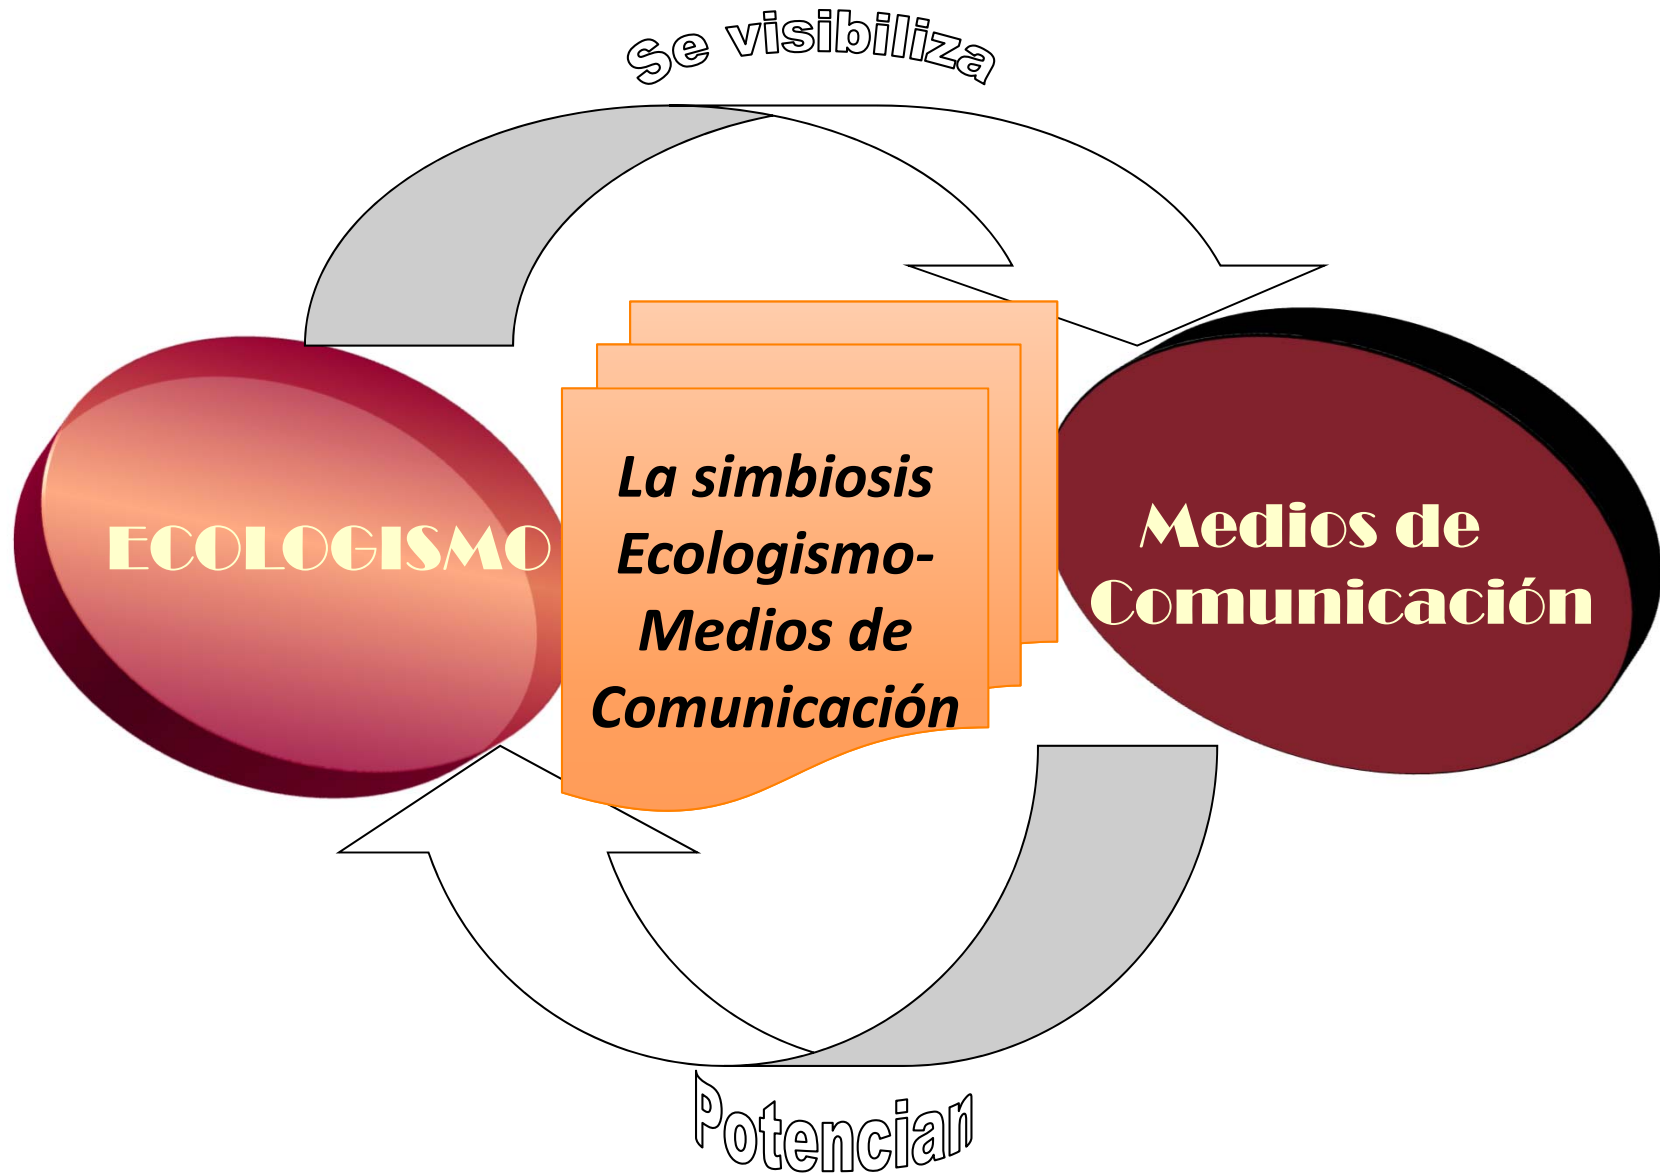 Se visibiliza
ECOLOGISMO
La simbiosis
Ecologismo-
Medios de
Comunicación
Medios de
Comunicación
Potencian